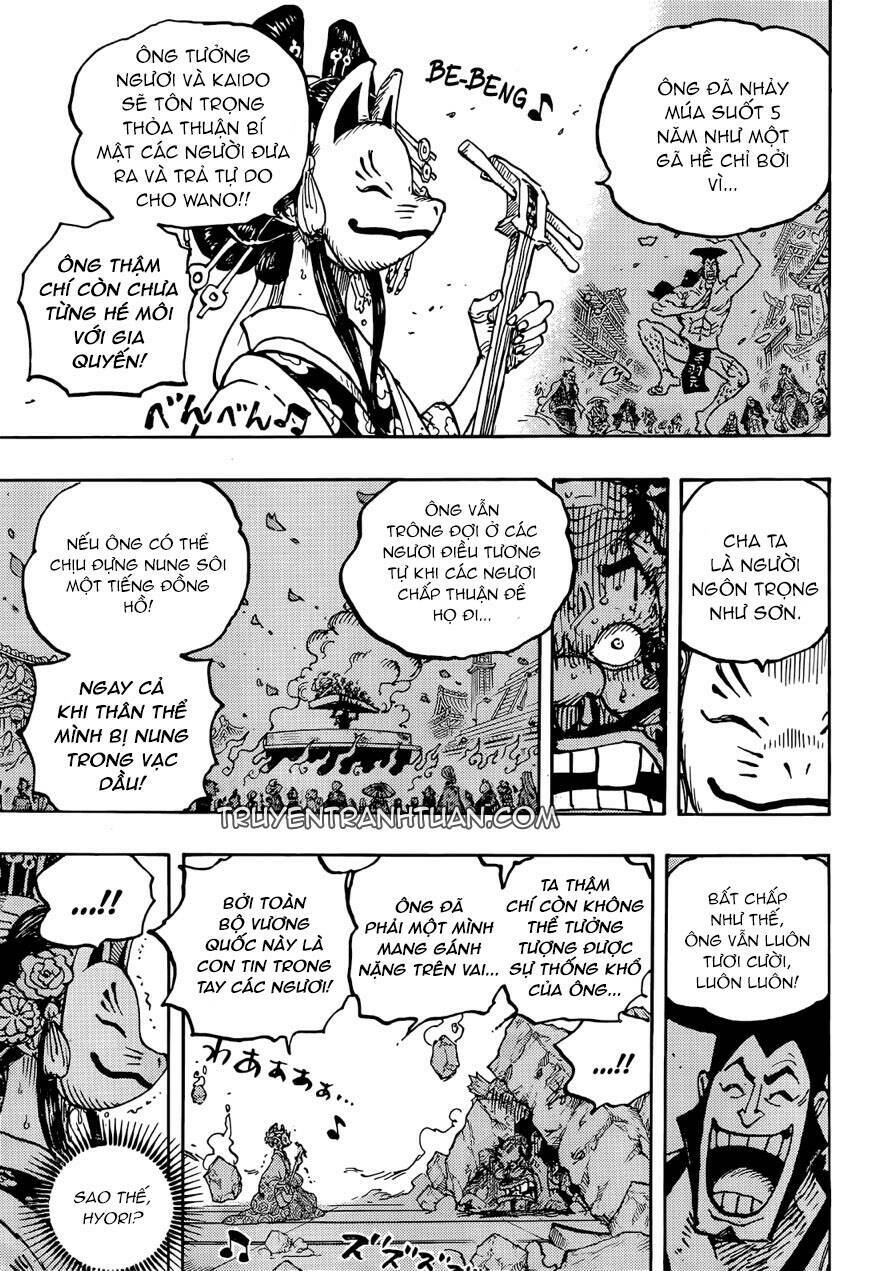 ÔNG ĐÃ NHẢY
MÚA SUỐT 5
NĂM NHƯ MỘT
GÃ HỀ CHỈ BỞI
VÌ...
BE-BENG
ÔNG TƯỞNG
NGƯƠI VÀ KAIDO
SẼ TÔN TRỌNG
THỎA THUẬN BÍ
MẬT CÁC NGƯỜI ĐƯA
RA VÀ TRẢ TỰ DO
CHO WANO!!
ÔNG THẬM
CHÍ CÒN CHƯA
TỪNG HÉ MÔI
VỚI GIA
QUYẾN!
べんべん
CHA TA
LÀ NGƯỜI
NGÔN TRỌNG
NHƯ SƠN.
ÔNG VẪN
TRÔNG ĐỢI Ở CÁC
NGƯƠI ĐIỀU TƯƠNG
TỰ KHI CÁC NGƯƠI
CHẤP THUẬN ĐỂ
HỌ ĐI...
NẾU ÔNG CÓ THỂ
CHỊU ĐỰNG NUNG SÔI
MỘT TIẾNG ĐỒNG
HỒ!
NGAY CẢ
KHI THÂN THỂ
MÌNH BỊ NUNG
TRONG VẠC
DẦU!
TRUYENTRANHTUAN.COM
BẤT CHẤP
NHƯ THẾ,
ÔNG VẪN LUÔN
TƯƠI CƯỜI,
LUÔN LUÔN!
TA THẬM
CHÍ CÒN KHÔNG
THỂ TƯỞNG
TƯỢNG ĐƯỢC
SỰ THỐNG KHỔ
CỦA ÔNG...
...!!
ÔNG ĐÃ
PHẢI MỘT MÌNH
MANG GÁNH
NẶNG TRÊN VAI...
BỞI TOÀN
BỘ VƯƠNG
QUỐC NÀY LÀ
CON TIN TRONG
TAY CÁC NGƯƠI!
わああああ...
ズズズズ
...!!
SAO THẾ,
HYORI?